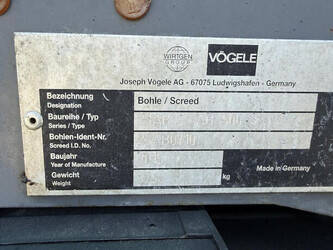 WIRTGEN
GROUP
VÖGELE
Joseph Vögele AG - 67075 Ludwigshafen - Germany
Bezeichnung
Designation
Bohle / Screed
Baureihe / Typ
Series / Type
Bohlen-Ident-Nr.
Screed I.D. No.
Baujahr
Year of Manufacture
Made in Germany
Gewicht
Weight
kg